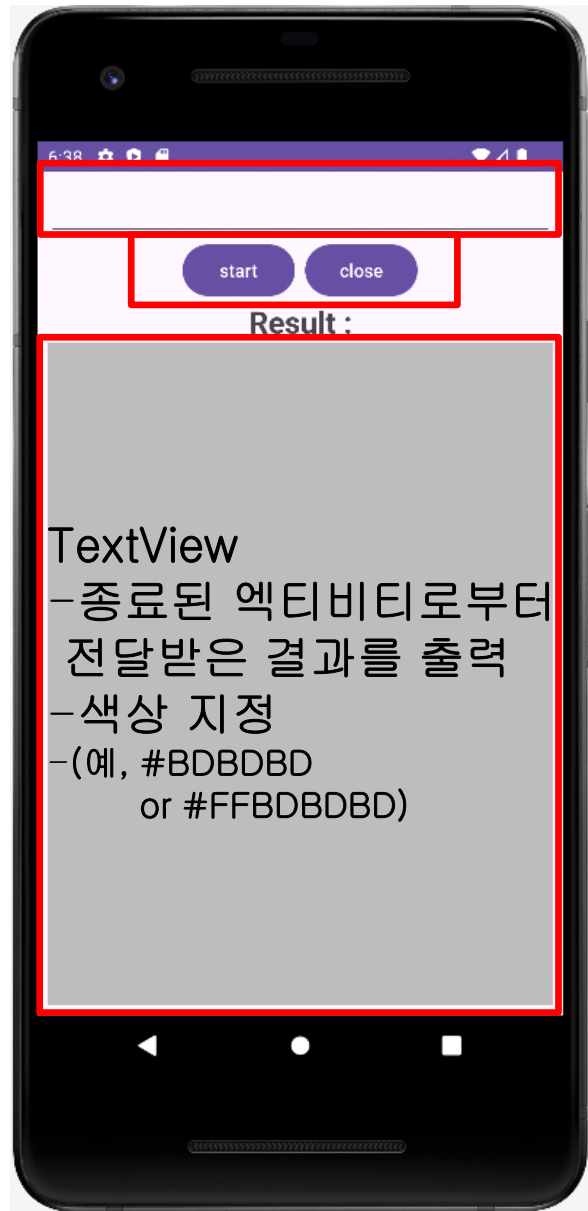 6:38
start close
Result :
TextView
-종료된 엑티비티로부터
전달받은 결과를 출력
-색상 지정
-(예, #BDBDBD
or #FFBDBDBD)